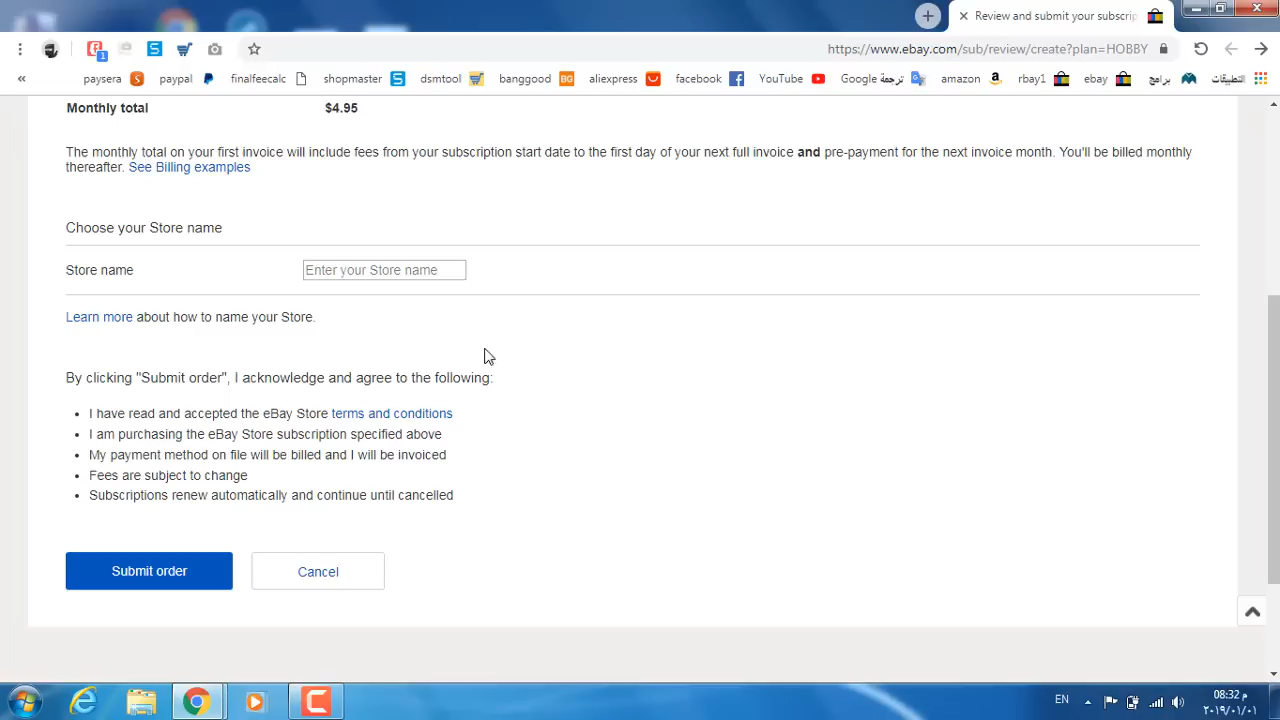 Review and submit your subscrip
https://www.ebay.com/sub/review/create?plan=HOBBY
1
« paysera paypal finalfeecalc shopmaster dsmtool banggood aliexpress facebook YouTube ترجمة Google amazon rbay1 ebay برامج التطبيقات
Monthly total $4.95
The monthly total on your first invoice will include fees from your subscription start date to the first day of your next full invoice and pre-payment for the next invoice month. You'll be billed monthly
thereafter. See Billing examples
Choose your Store name
Store name Enter your Store name
Learn more about how to name your Store.
By clicking "Submit order", I acknowledge and agree to the following:
• I have read and accepted the eBay Store terms and conditions
• I am purchasing the eBay Store subscription specified above
• My payment method on file will be billed and I will be invoiced
• Fees are subject to change
• Subscriptions renew automatically and continue until cancelled
Submit order Cancel
EN 08:32 م
٢٠١٩/٠١/٠١